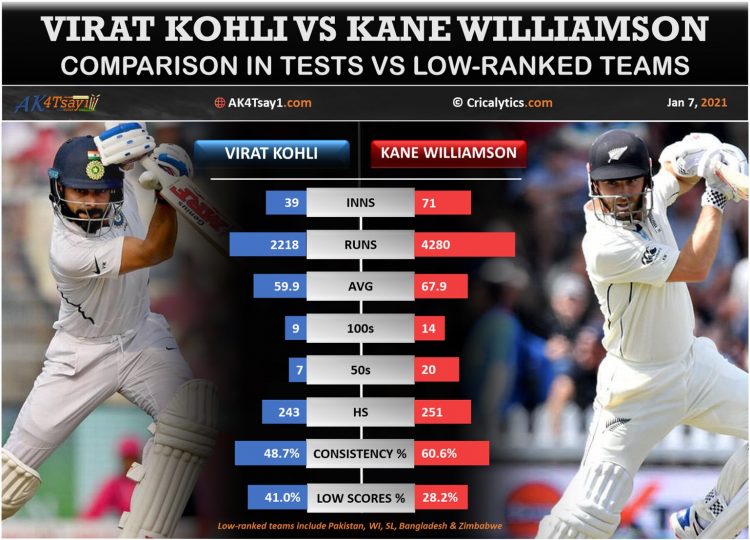 VIRAT KOHLI VS KANE WILLIAMSON
COMPARISON IN TESTS VS LOW-RANKED TEAMS
AK4Tsay1 AK4Tsay1.com © Cricalytics.com Jan 7, 2021
VIRAT KOHLI KANE WILLIAMSON
39 INNS 71
2218 RUNS 4280
59.9 AVG 67.9
9 100s 14
7 50s 20
243 HS 251
48.7% CONSISTENCY % 60.6%
41.0% LOW SCORES % 28.2%
Low-ranked teams include Pakistan, WI, SL, Bangladesh & Zimbabwe